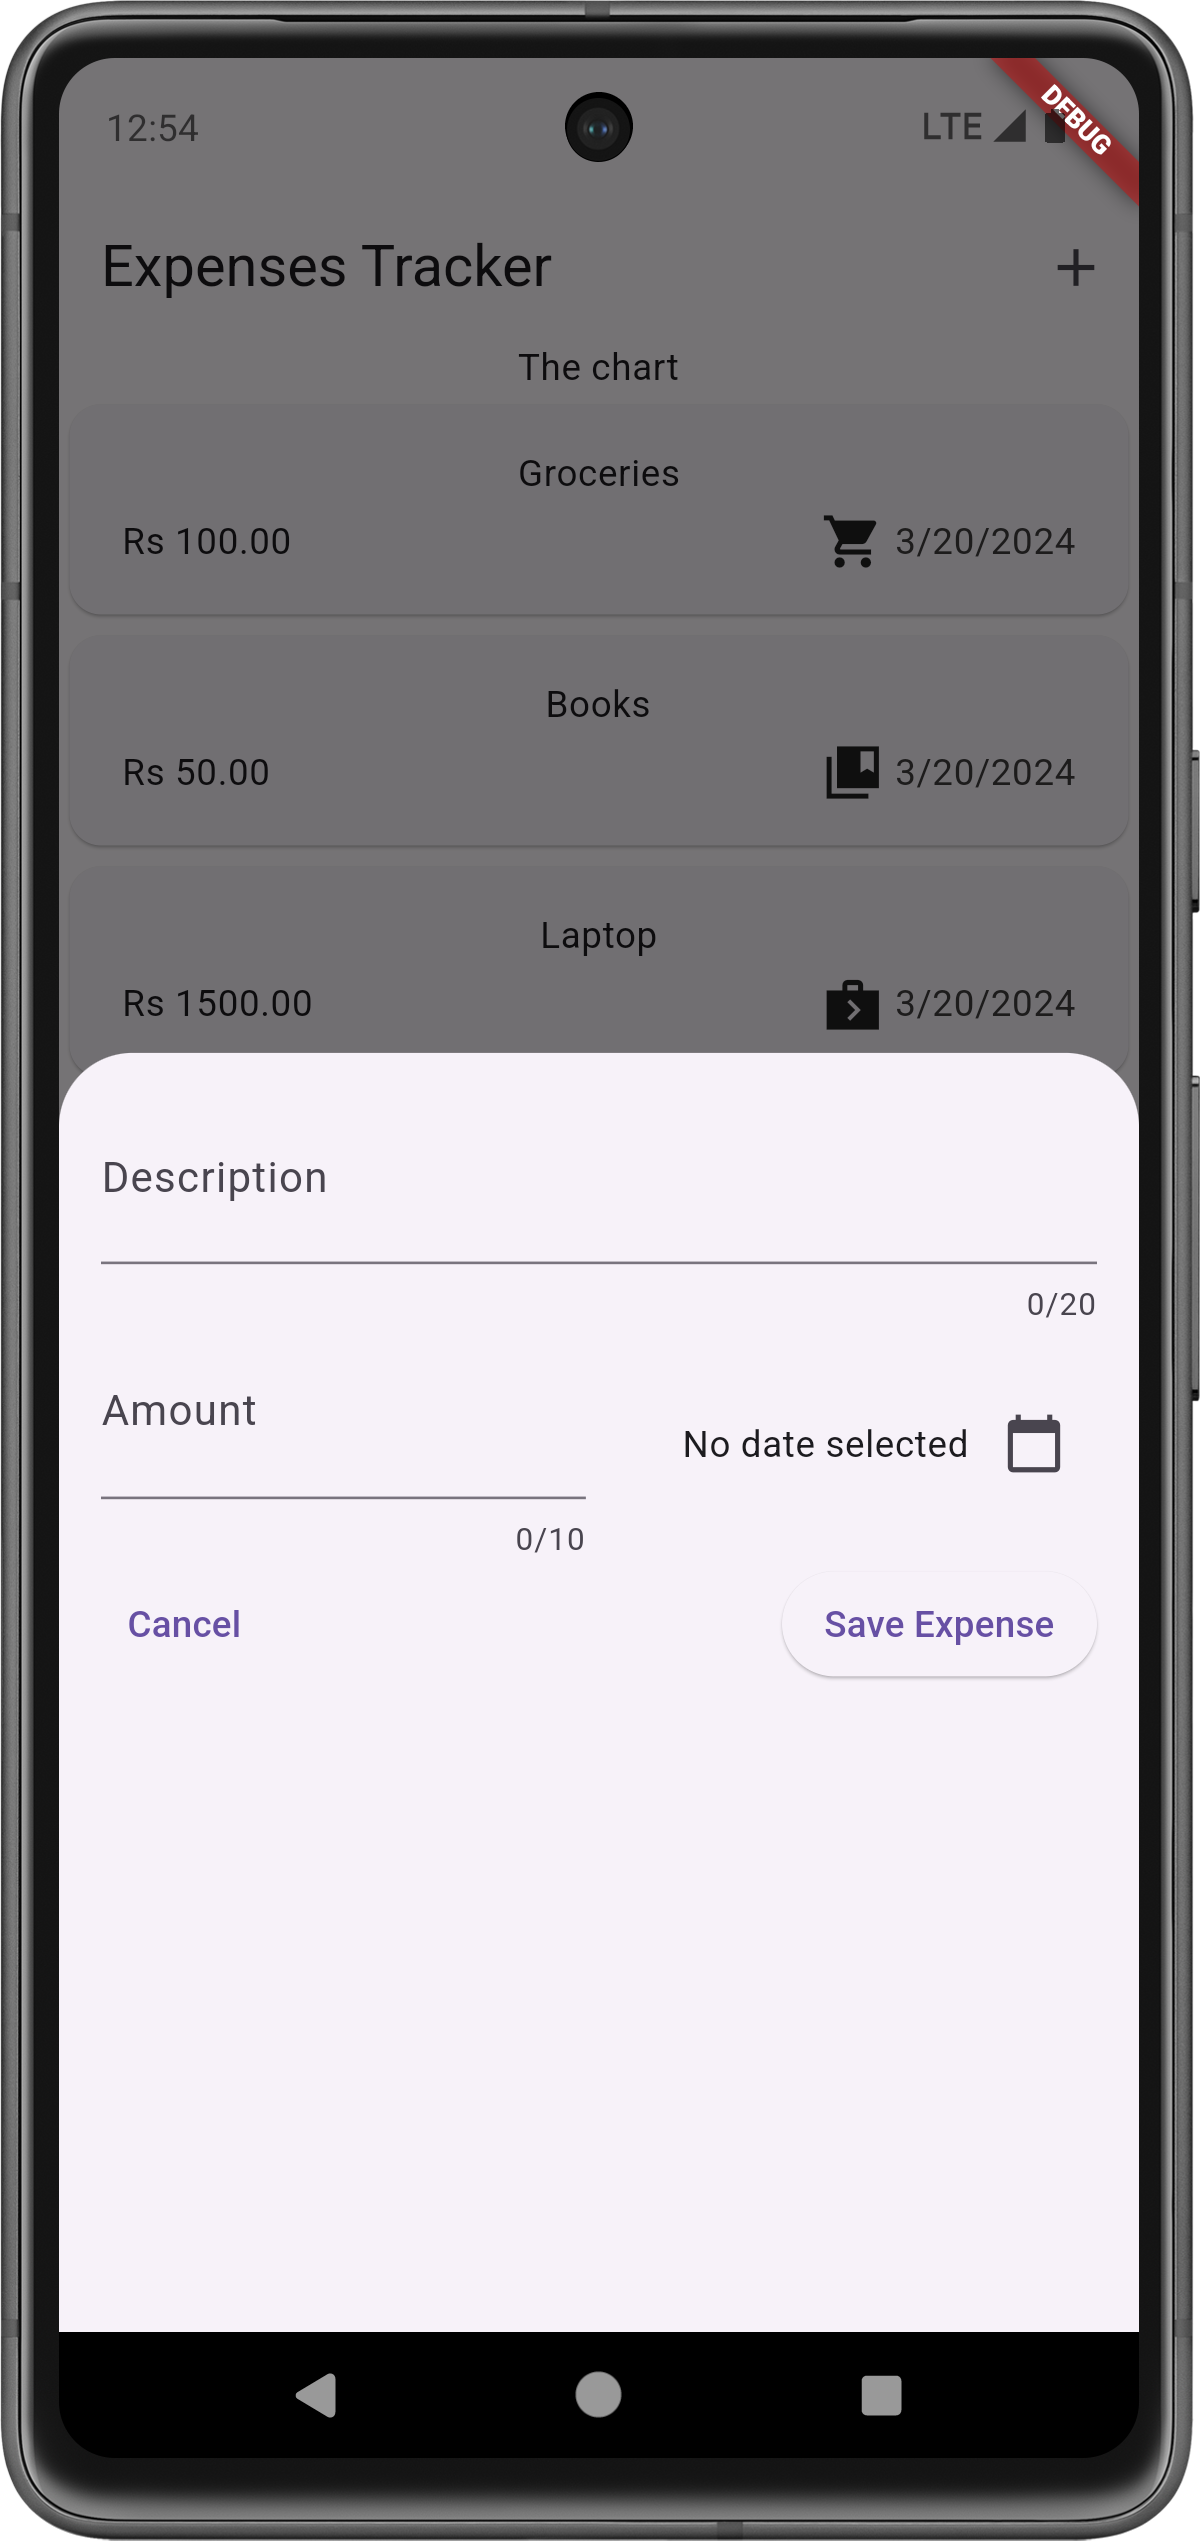 12:54
LTE
DEBUG
Expenses Tracker
The chart
Groceries
Rs 100.00 3/20/2024
Books
Rs 50.00 3/20/2024
Laptop
Rs 1500.00 3/20/2024
Description
0/20
Amount
No date selected
0/10
Cancel Save Expense